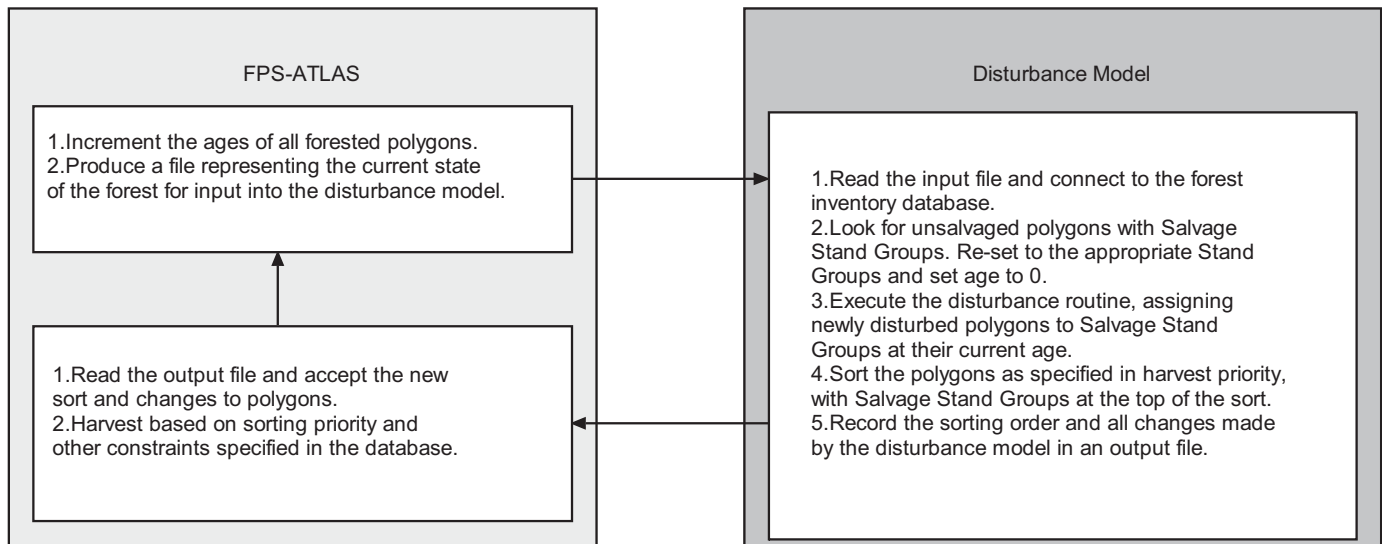 FPS-ATLAS
1.Increment the ages of all forested polygons.
2.Produce a file representing the current state
of the forest for input into the disturbance model.
1.Read the output file and accept the new
sort and changes to polygons.
2.Harvest based on sorting priority and
other constraints specified in the database.
Disturbance Model
1.Read the input file and connect to the forest
inventory database.
2.Look for unsalvaged polygons with Salvage
Stand Groups. Re-set to the appropriate Stand
Groups and set age to 0.
3.Execute the disturbance routine, assigning
newly disturbed polygons to Salvage Stand
Groups at their current age.
4.Sort the polygons as specified in harvest priority,
with Salvage Stand Groups at the top of the sort.
5.Record the sorting order and all changes made
by the disturbance model in an output file.